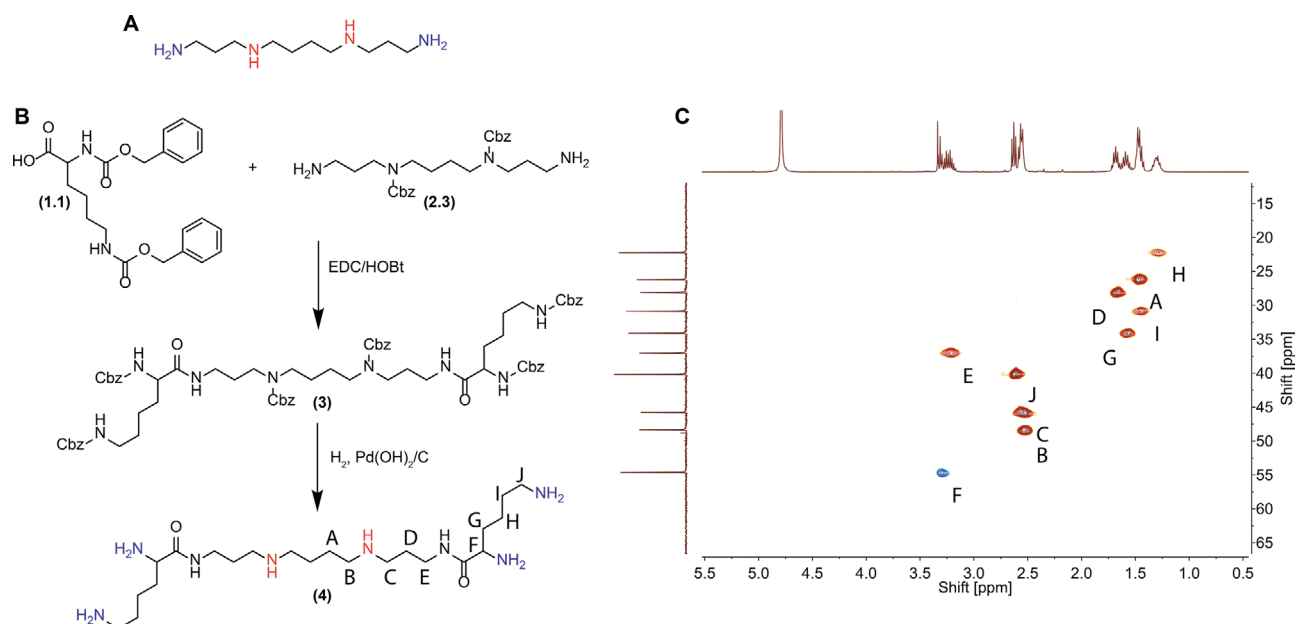 A
H₂N
N
H
H
N
NH₂
B
O
HO
H
N
O
O
(1.1)
HN
O
O
+
H₂N
N
Cbz
Cbz
N
NH₂
(2.3)
EDC/HOBt
Cbz
H
N
Cbz
H
N
O
N
H
N
Cbz
Cbz
N
H
N
O
N
H
Cbz
H
N
Cbz
(3)
H₂, Pd(OH)₂/C
H₂N
O
N
H
N
H
H₂N
A
B
H
N
C
D
E
H
N
O
F
G
H
I
J
NH₂
NH₂
(4)
C
H
A
D
I
G
E
J
C
B
F
15
20
25
30
35
40
45
50
55
60
65
Shift [ppm]
5.5 5.0 4.5 4.0 3.5 3.0 2.5 2.0 1.5 1.0 0.5
Shift [ppm]